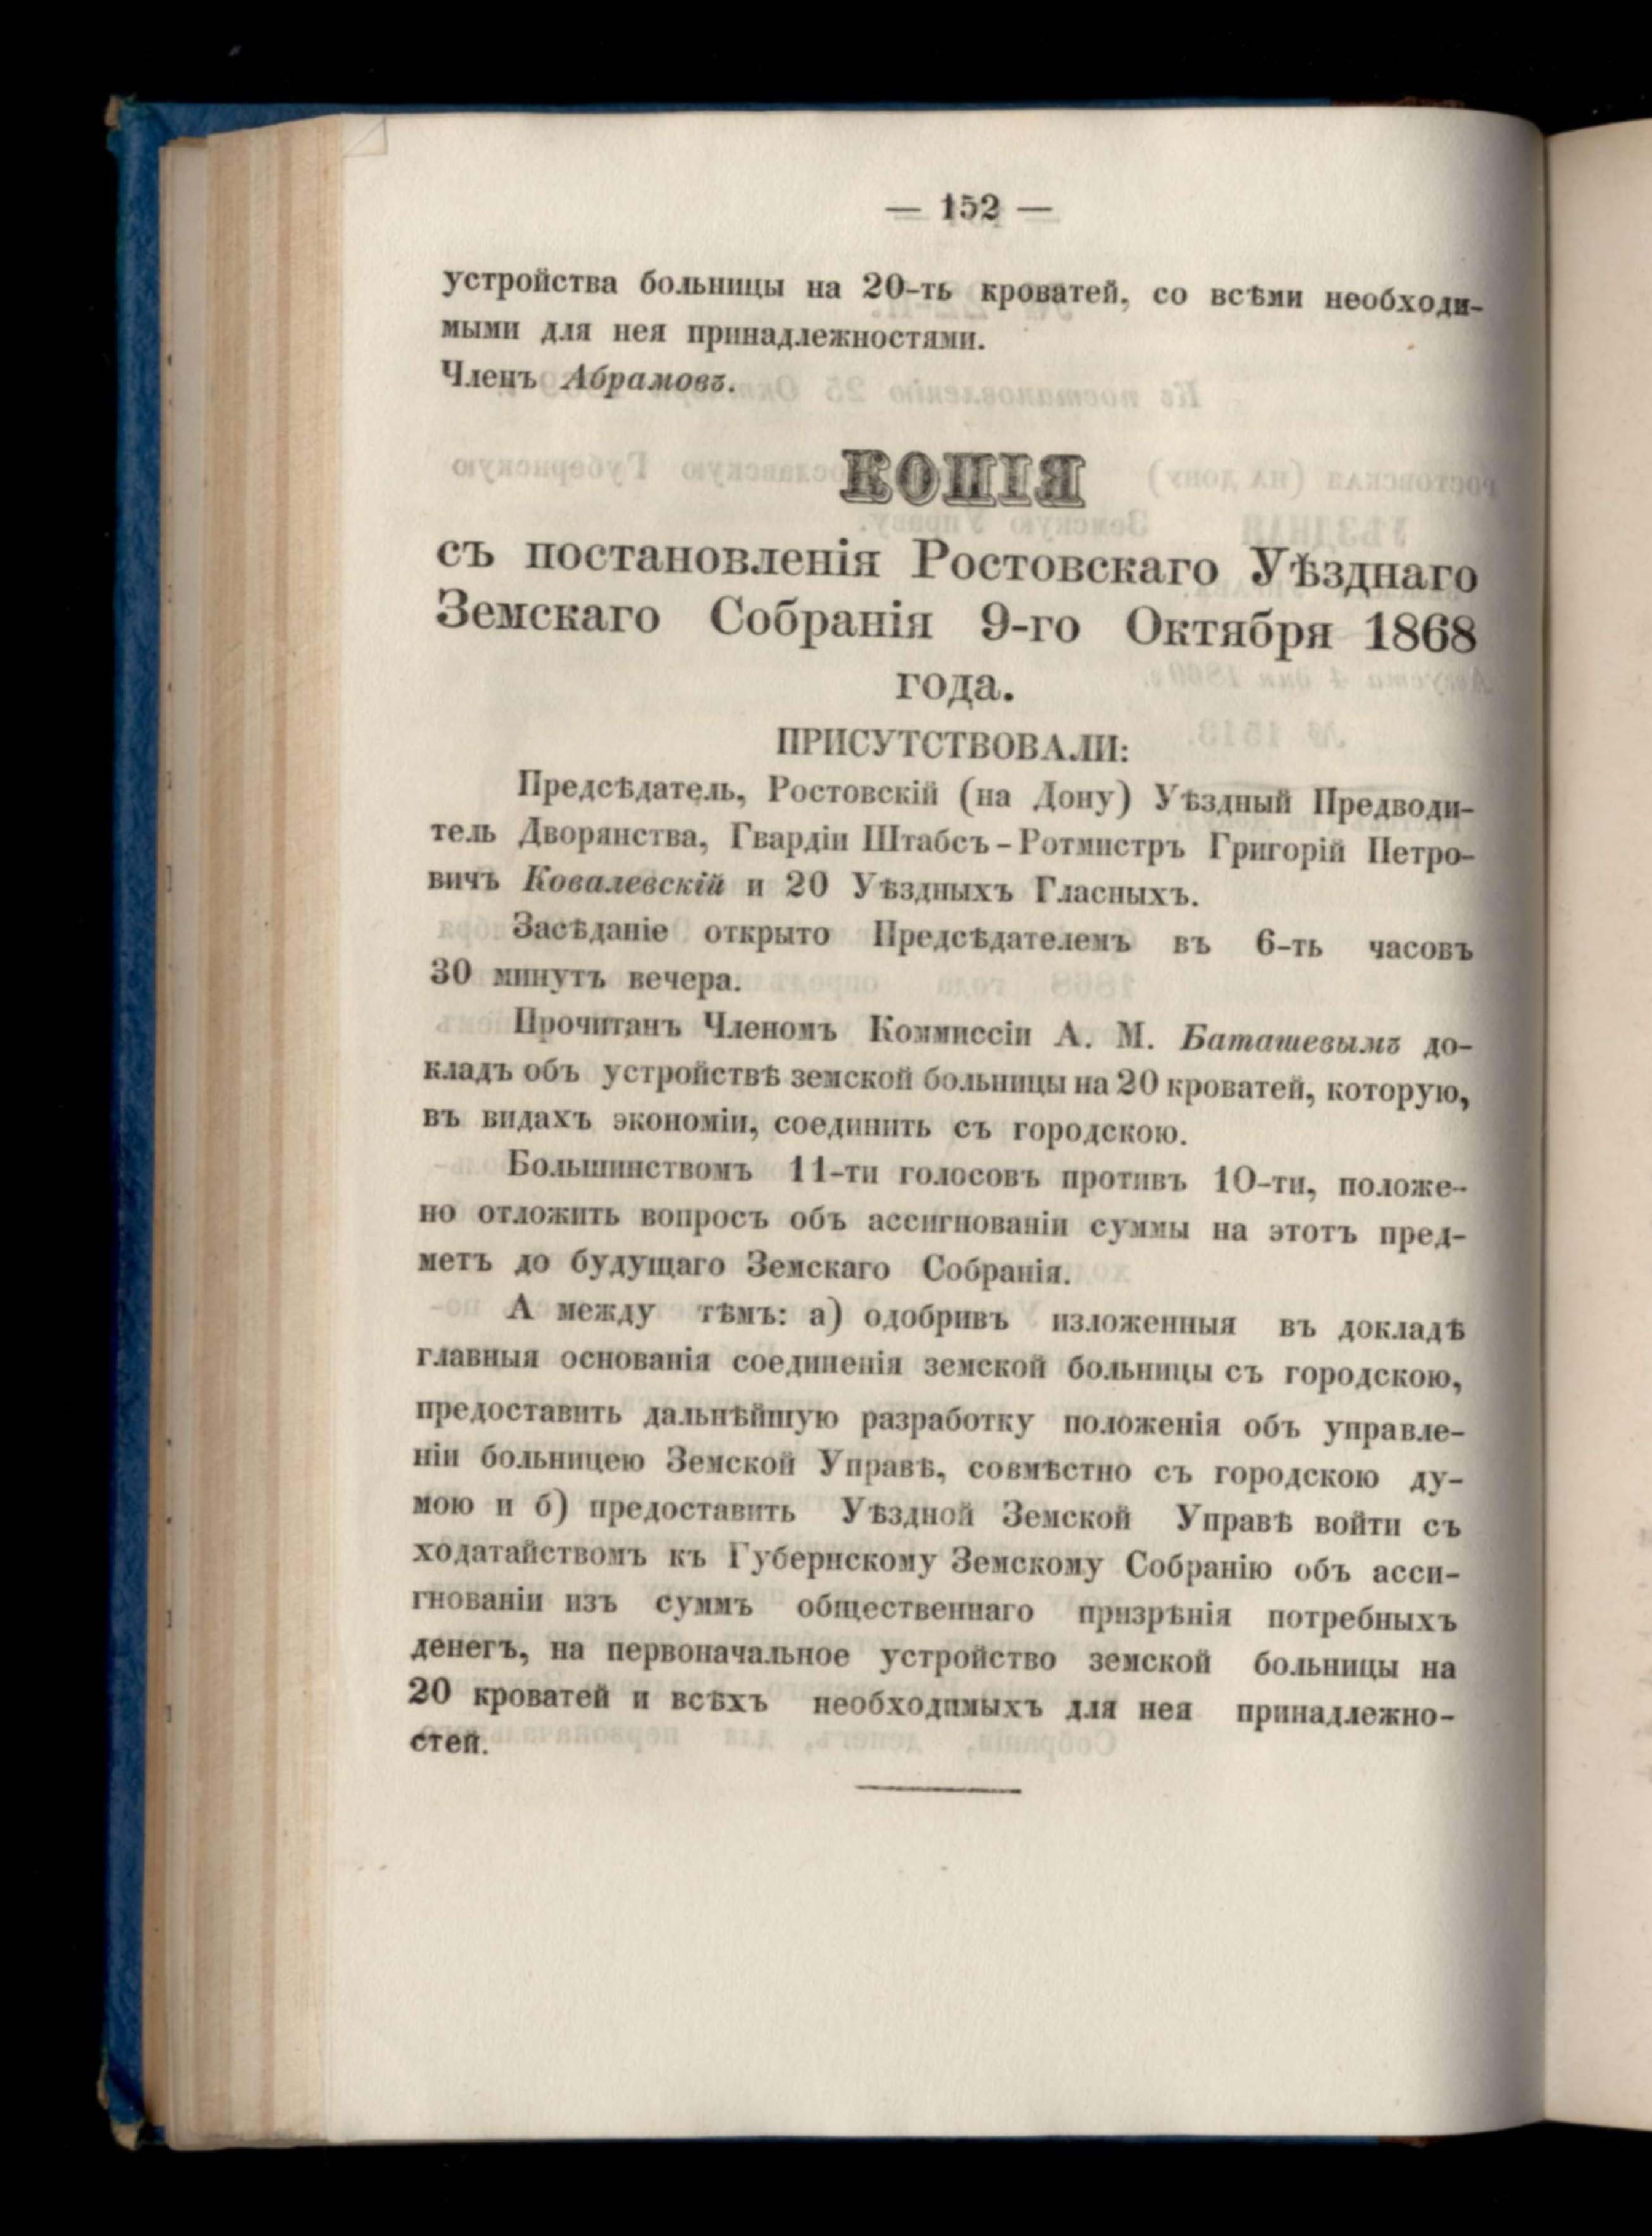 — 152 —
устройства больницы на 20-ть кроватей, со всѣми необходи-
мыми для нея принадлежностями.
Членъ Абрамовъ.
КОПІЯ
съ постановленія Ростовскаго Уѣзднаго
Земскаго Собранія 9-го Октября 1868
года.
ПРИСУТСТВОВАЛИ:
Предсѣдатель, Ростовскій (на Дону) Уѣздный Предводи-
тель Дворянства, Гвардіи Штабсъ-Ротмистръ Григорій Петро-
вичъ Ковалевскій и 20 Уѣздныхъ Гласныхъ.
Засѣданіе открыто Предсѣдателемъ въ 6-ть часовъ
30 минутъ вечера.
Прочитанъ Членомъ Коммиссіи А. М. Баташевымъ до-
кладъ объ устройствѣ земской больницы на 20 кроватей, которую,
въ видахъ экономіи, соединить съ городскою.
Большинствомъ 11-ти голосовъ противъ 10-ти, положе-
но отложить вопросъ объ ассигнованіи суммы на этотъ пред-
метъ до будущаго Земскаго Собранія.
А между тѣмъ: а) одобривъ изложенныя въ докладѣ
главныя основанія соединенія земской больницы съ городскою,
предоставить дальнѣйшую разработку положенія объ управле-
ніи больницею Земской Управѣ, совмѣстно съ городскою ду-
мою и б) предоставить Уѣздной Земской Управѣ войти съ
ходатайствомъ къ Губернскому Земскому Собранію объ асси-
гнованіи изъ суммъ общественнаго призрѣнія потребныхъ
денегъ, на первоначальное устройство земской больницы на
20 кроватей и всѣхъ необходимыхъ для нея принадлежно-
стей.